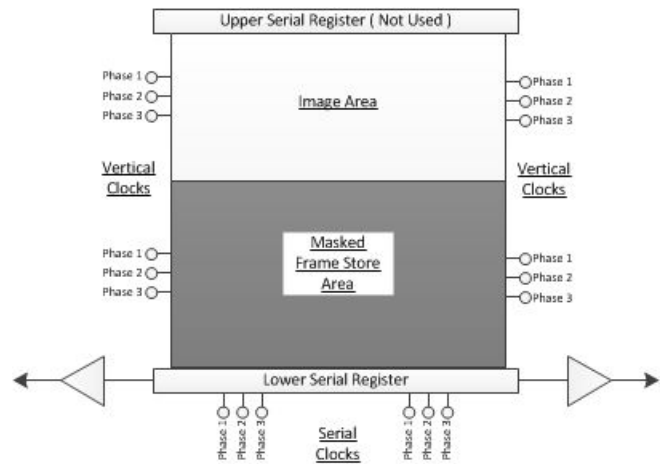 Upper Serial Register ( Not Used )
Phase 1
Phase 2
Phase 3
Image Area
Phase 1
Phase 2
Phase 3
Vertical
Clocks
Vertical
Clocks
Phase 1
Phase 2
Phase 3
Masked
Frame Store
Area
Phase 1
Phase 2
Phase 3
Lower Serial Register
Phase 1
Phase 2
Phase 3
Serial
Clocks
Phase 1
Phase 2
Phase 3